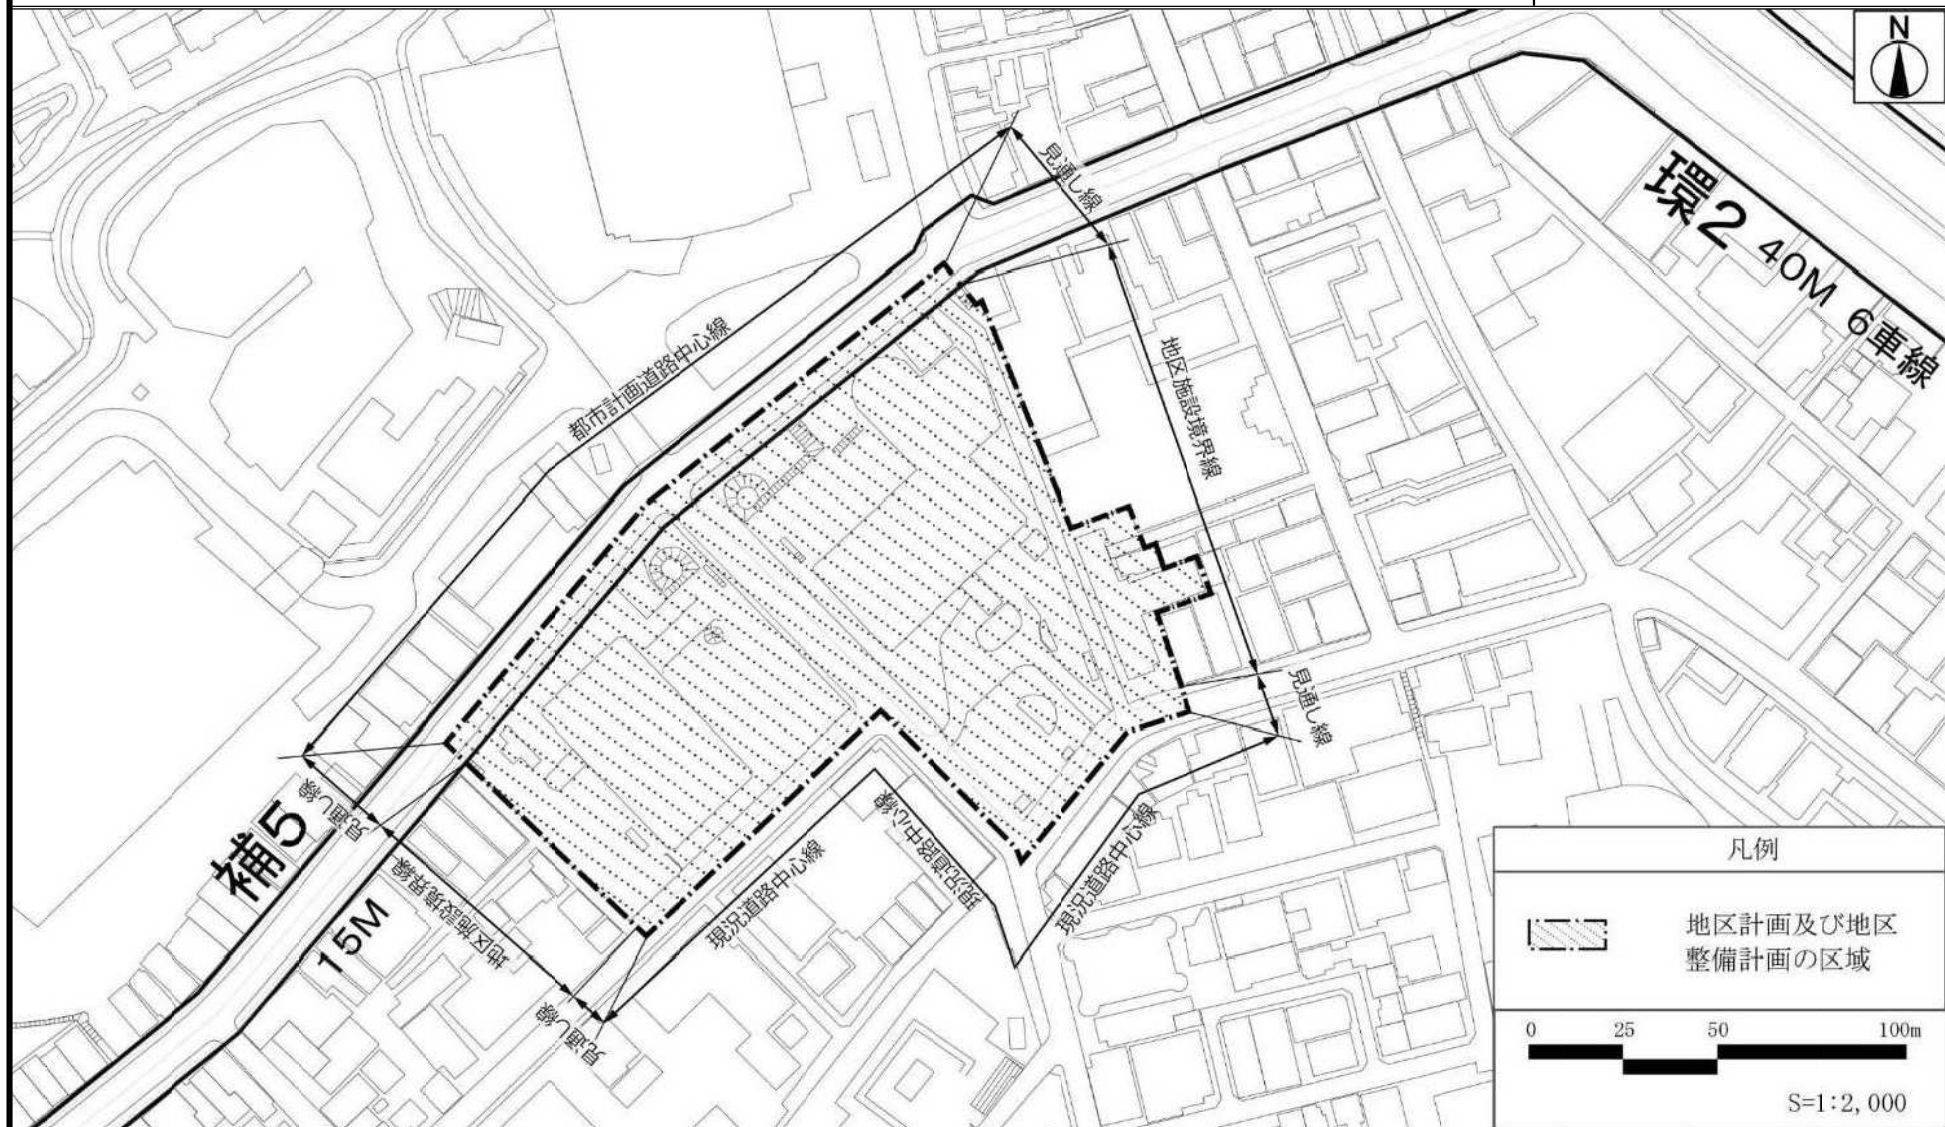 N
見通し線
環2 40M 6車線
都市計画道路中心線
地区施設境界線
見通し線
見通し線
補5
15M
地区施設境界線
現況道路中心線
現況道路中心線
現況道路中心線
見通し線
凡例
地区計画及び地区
整備計画の区域
0 25 50 100m
S=1:2,000